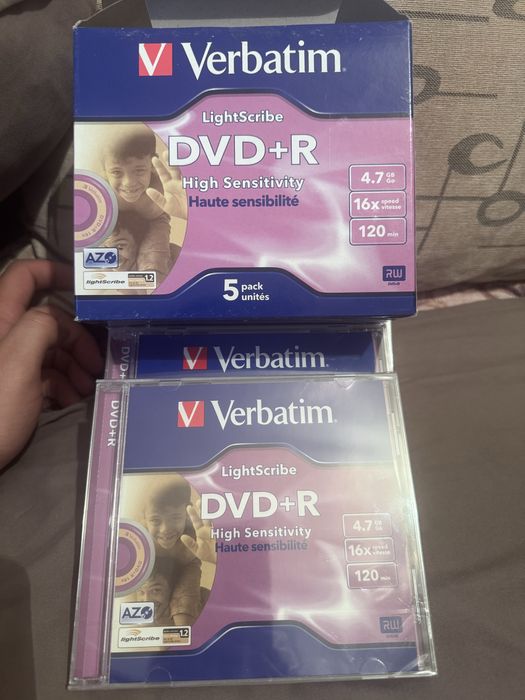 Verbatim
LightScribe
DVD+R
High Sensitivity
Haute sensibilité
4.7 GB Go
16x speed vitesse
120 min
AZO
lightScribe
1.2
5 pack unités
RW
Verbatim
DVD+
Verbatim
DVD+R
LightScribe
DVD+R
High Sensitivity
Haute sensibilité
4.7 GB Go
16x speed vitesse
120 min
AZO
lightScribe
1.2
RW